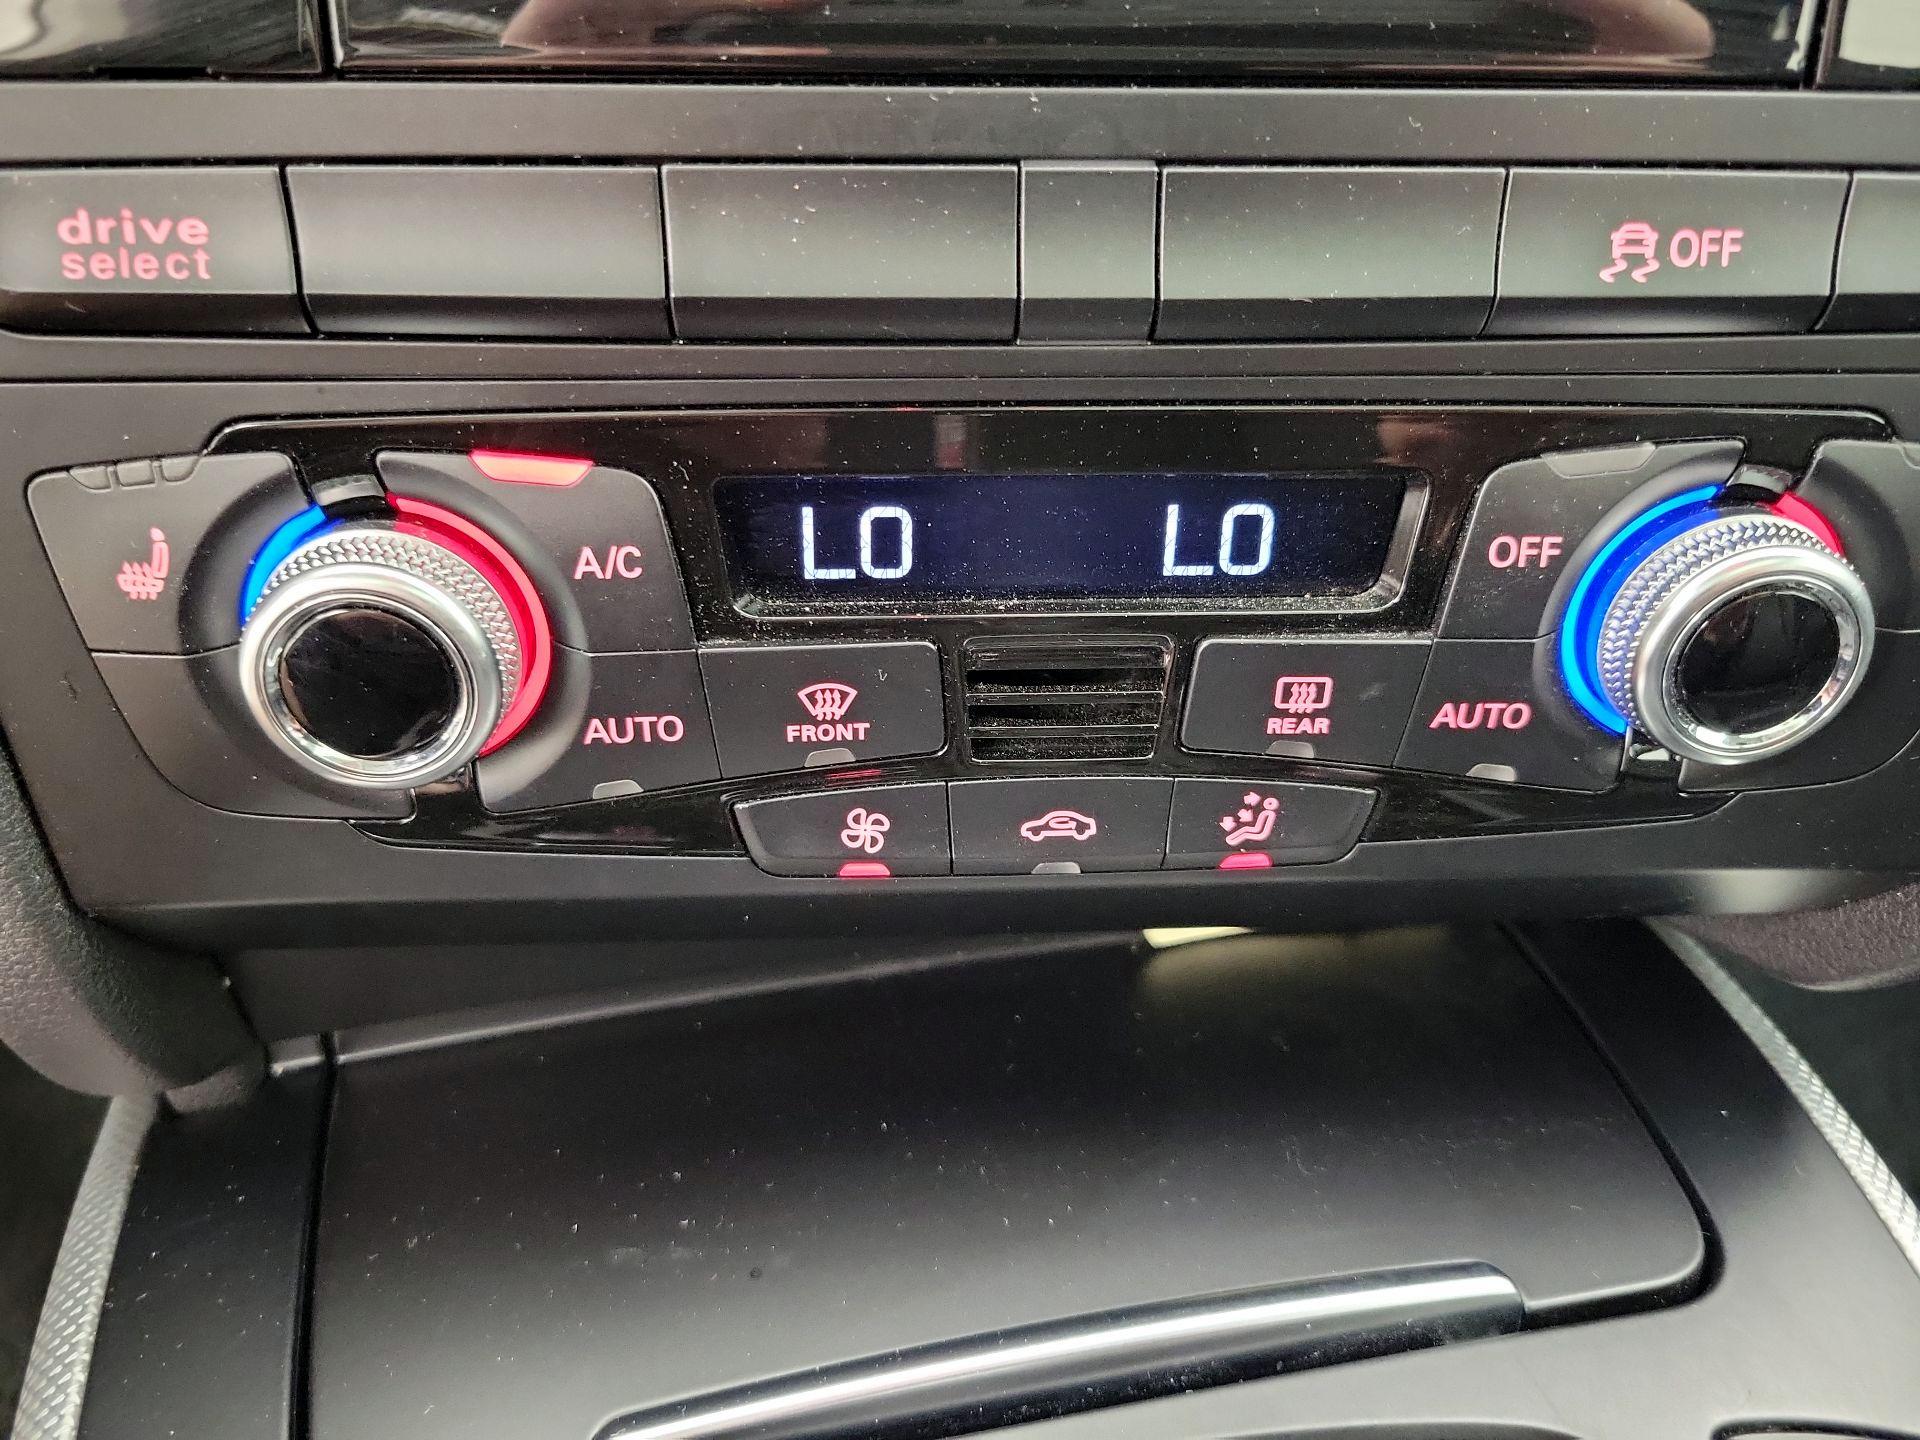 drive
select
OFF
A/C
LO
LO
OFF
AUTO
FRONT
REAR
AUTO